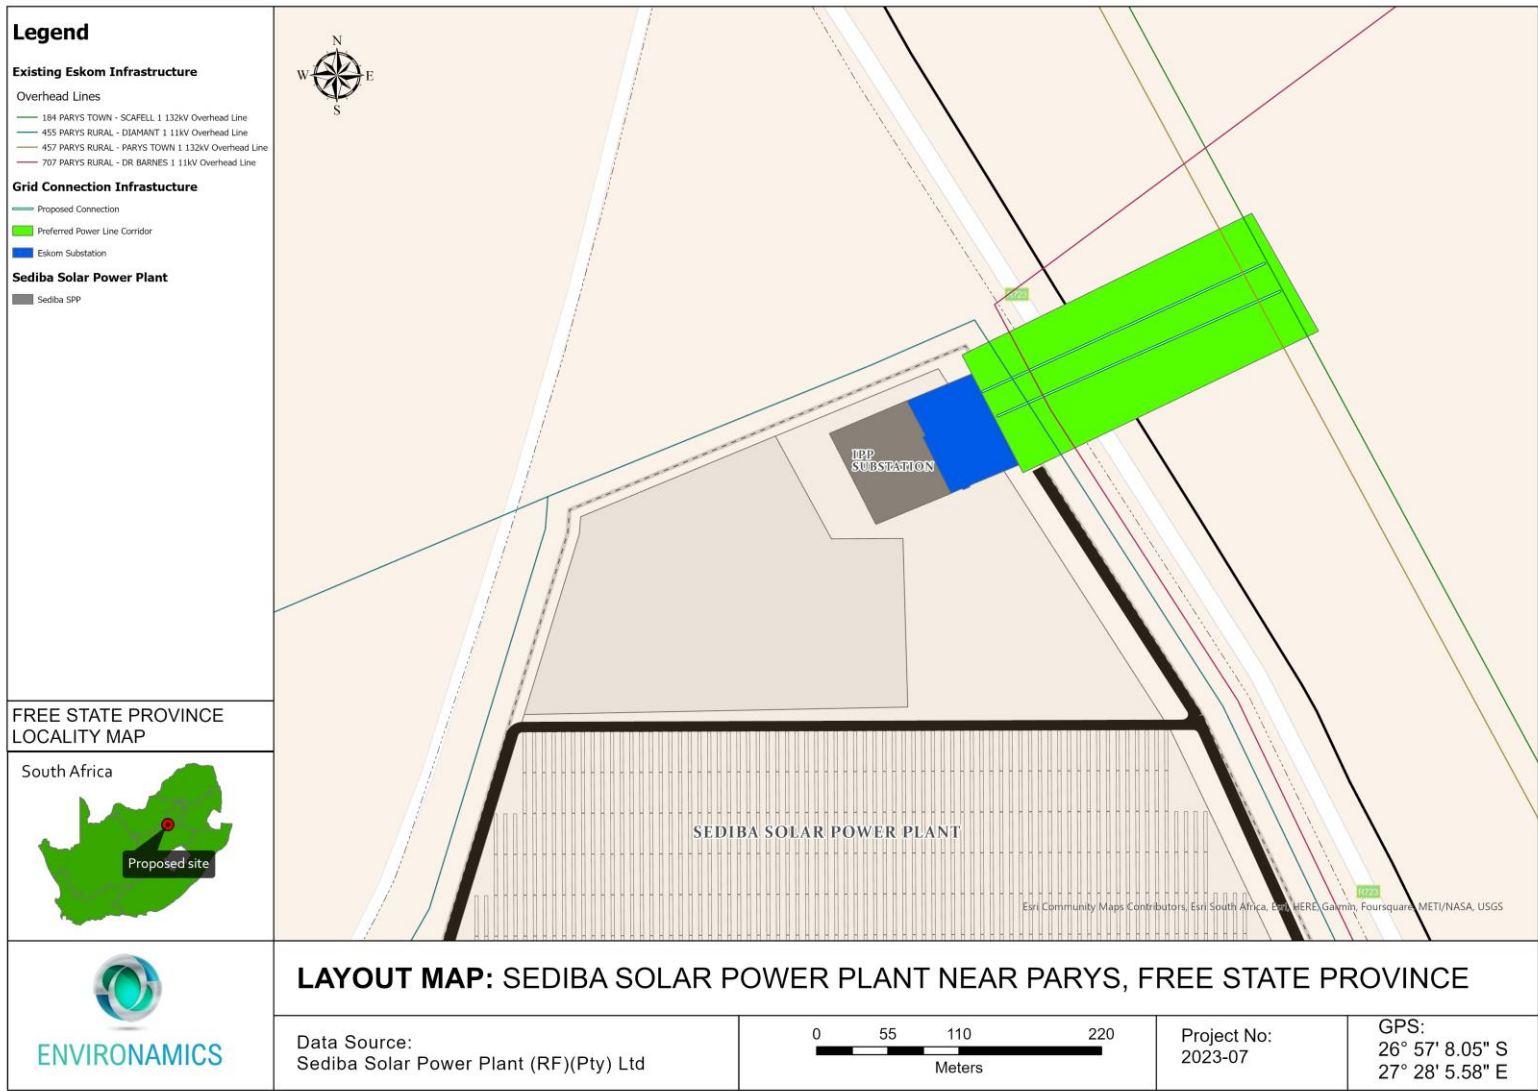 Legend
Existing Eskom Infrastructure
Overhead Lines
184 PARYS TOWN - SCAFELL 1 132kV Overhead Line
455 PARYS RURAL - DIAMANT 1 11kV Overhead Line
457 PARYS RURAL - PARYS TOWN 1 132kV Overhead Line
707 PARYS RURAL - DR BARNES 1 11kV Overhead Line
Grid Connection Infrastucture
Proposed Connection
Preferred Power Line Corridor
Eskom Substation
Sediba Solar Power Plant
Sediba SPP
N
W E
S
R723
IPP
SUBSTATION
SEDIBA SOLAR POWER PLANT
R723
Esri Community Maps Contributors, Esri South Africa, Esri, HERE, Garmin, Foursquare, METI/NASA, USGS
FREE STATE PROVINCE
LOCALITY MAP
South Africa
Proposed site
ENVIRONAMICS
LAYOUT MAP: SEDIBA SOLAR POWER PLANT NEAR PARYS, FREE STATE PROVINCE
Data Source:
Sediba Solar Power Plant (RF)(Pty) Ltd
0 55 110 220
Meters
Project No:
2023-07
GPS:
26° 57' 8.05" S
27° 28' 5.58" E